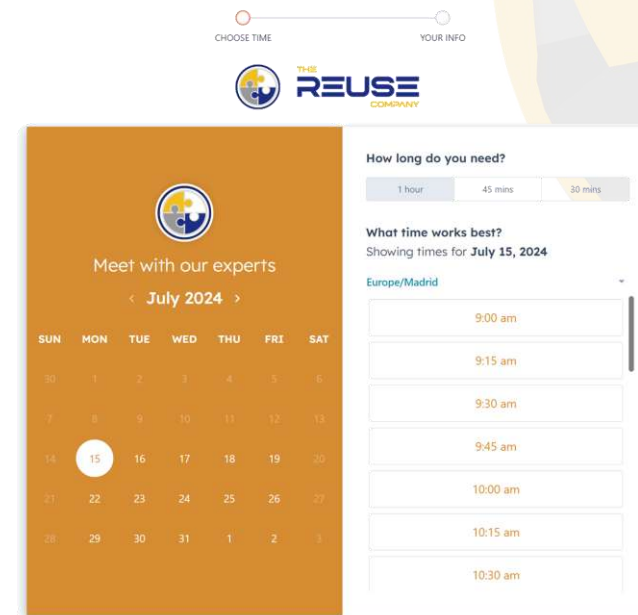 CHOOSE TIME YOUR INFO
THE
REUSE
COMPANY
Meet with our experts
‹ July 2024 ›
SUN MON TUE WED THU FRI SAT
30 1 2 3 4 5 6
7 8 9 10 11 12 13
14 15 16 17 18 19 20
21 22 23 24 25 26 27
28 29 30 31 1 2 3
How long do you need?
1 hour 45 mins 30 mins
What time works best?
Showing times for July 15, 2024
Europe/Madrid
9:00 am
9:15 am
9:30 am
9:45 am
10:00 am
10:15 am
10:30 am